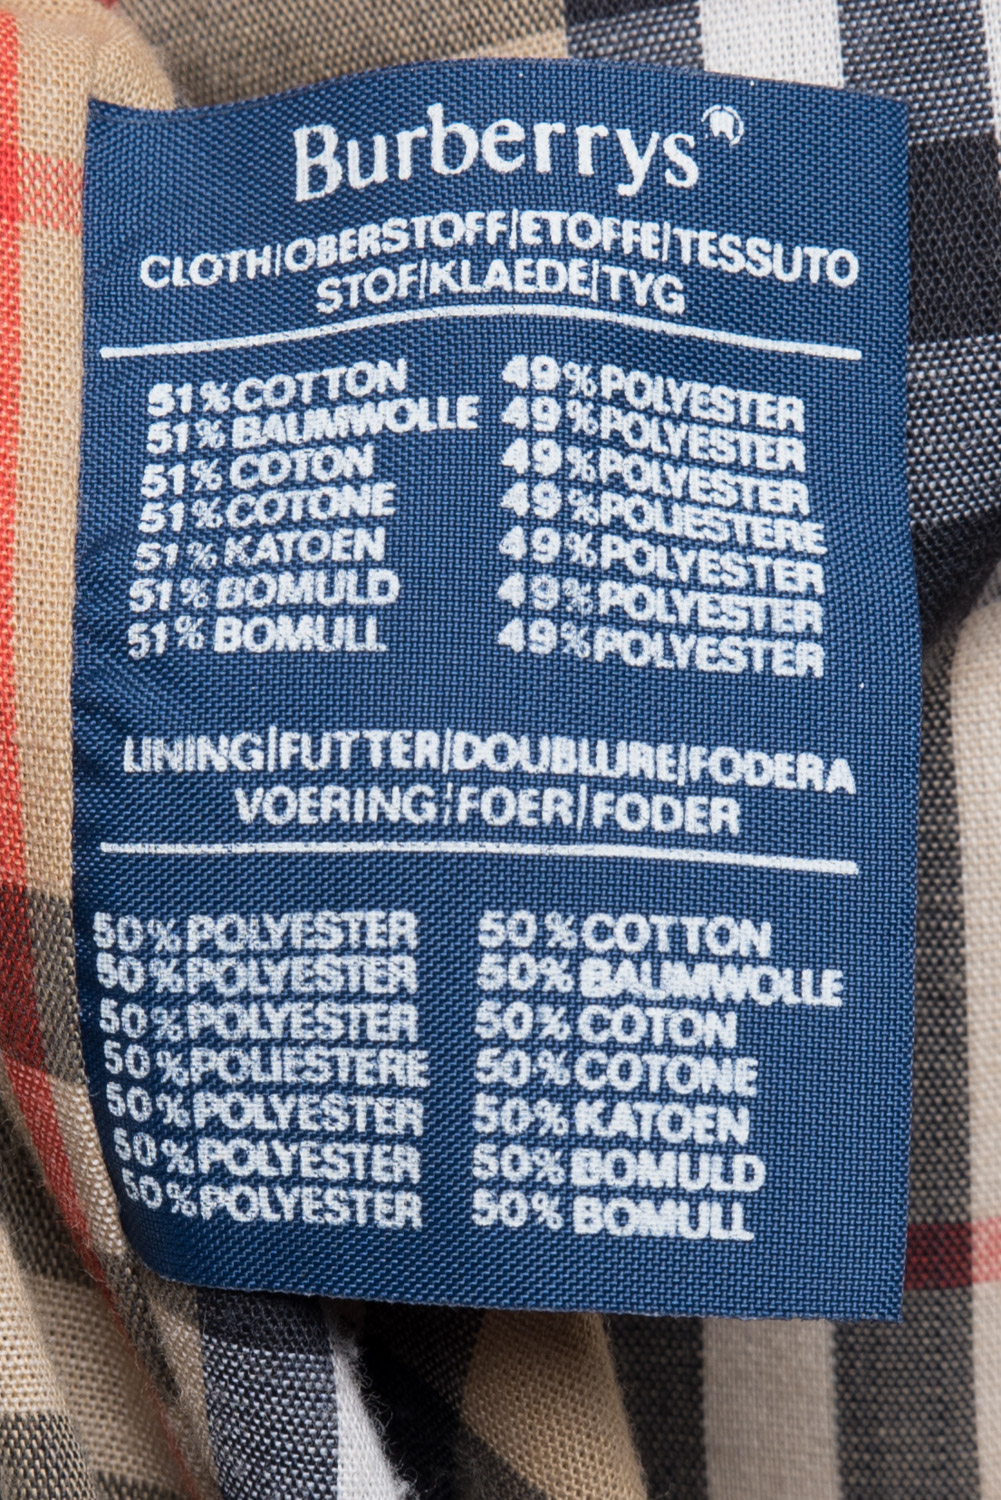 Burberrys®
CLOTH|OBERSTOFF|ETOFFE|TESSUTO
STOF|KLAEDE|TYG
51% COTTON 49% POLYESTER
51% BAUMWOLLE 49% POLYESTER
51% COTON 49% POLYESTER
51% COTONE 49% POLIESTERE
51% KATOEN 49% POLYESTER
51% BOMULD 49% POLYESTER
51% BOMULL 49% POLYESTER
LINING|FUTTER|DOUBLURE|FODERA
VOERING|FOER|FODER
50% POLYESTER 50% COTTON
50% POLYESTER 50% BAUMWOLLE
50% POLYESTER 50% COTON
50% POLIESTERE 50% COTONE
50% POLYESTER 50% KATOEN
50% POLYESTER 50% BOMULD
50% POLYESTER 50% BOMULL